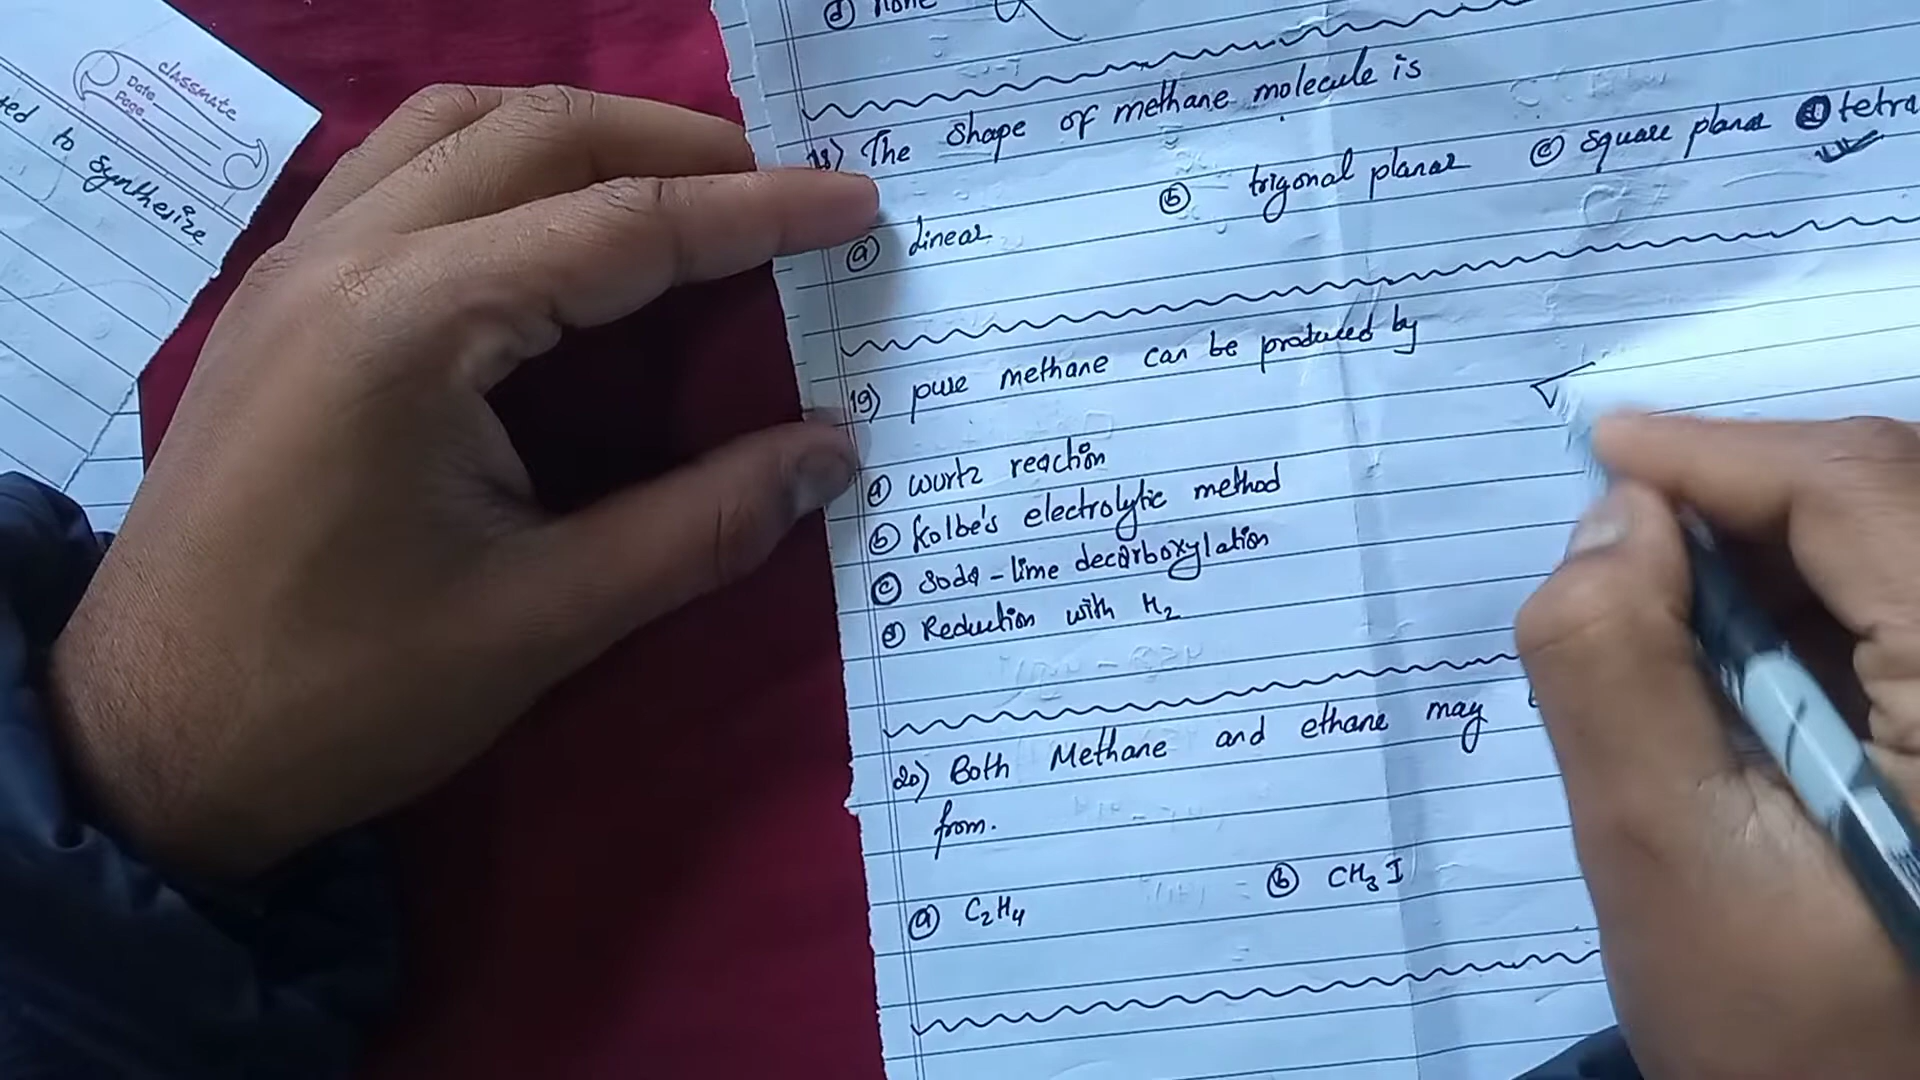 d) none
18) The shape of methane molecule is
a) linear b) trigonal planar c) square planar d) tetra
19) pure methane can be produced by
a) wurtz reaction
b) Kolbe's electrolytic method
c) soda-lime decarboxylation
d) Reduction with H2
20) Both Methane and ethane may
from.
a) C2H4 b) CH3I
classmate
Date
Page
to synthesize